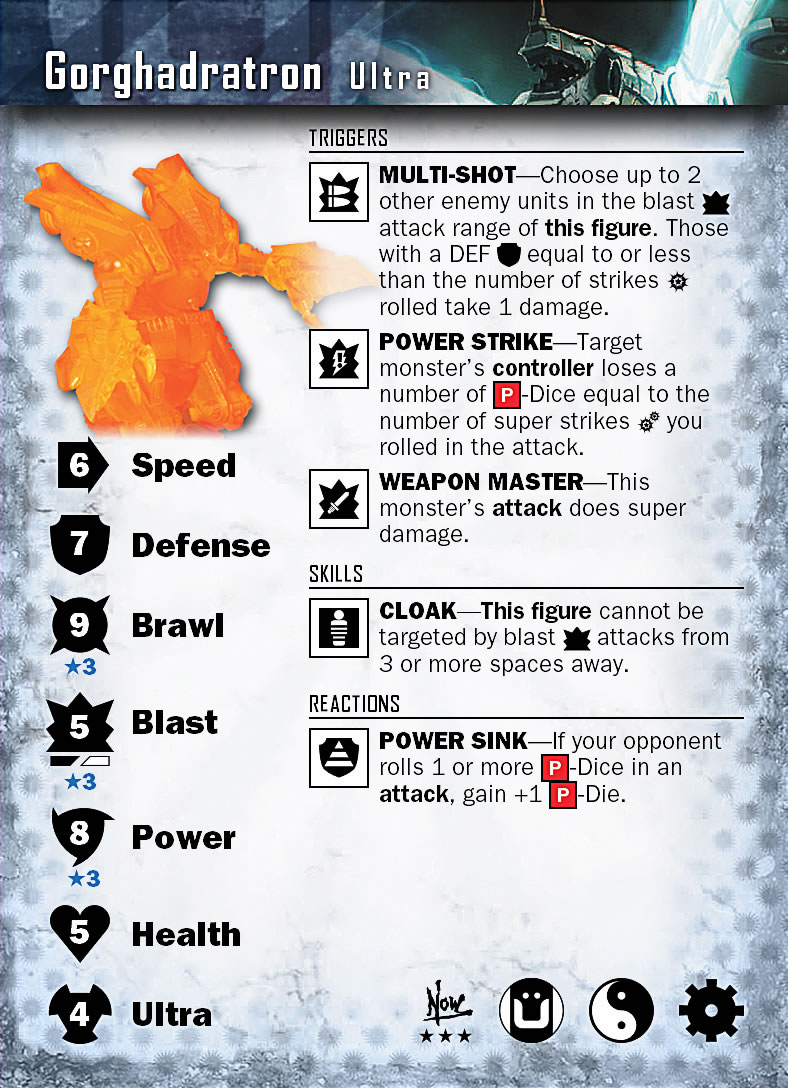 Gorghadratron Ultra
TRIGGERS
MULTI-SHOT—Choose up to 2
other enemy units in the blast
attack range of this figure. Those
with a DEF equal to or less
than the number of strikes
rolled take 1 damage.
POWER STRIKE—Target
monster's controller loses a
number of P-Dice equal to the
number of super strikes you
rolled in the attack.
WEAPON MASTER—This
monster's attack does super
damage.
SKILLS
CLOAK—This figure cannot be
targeted by blast attacks from
3 or more spaces away.
REACTIONS
POWER SINK—If your opponent
rolls 1 or more P-Dice in an
attack, gain +1 P-Die.
6 Speed
7 Defense
9 Brawl
★3
5 Blast
★3
8 Power
★3
5 Health
4 Ultra
Now
★★★